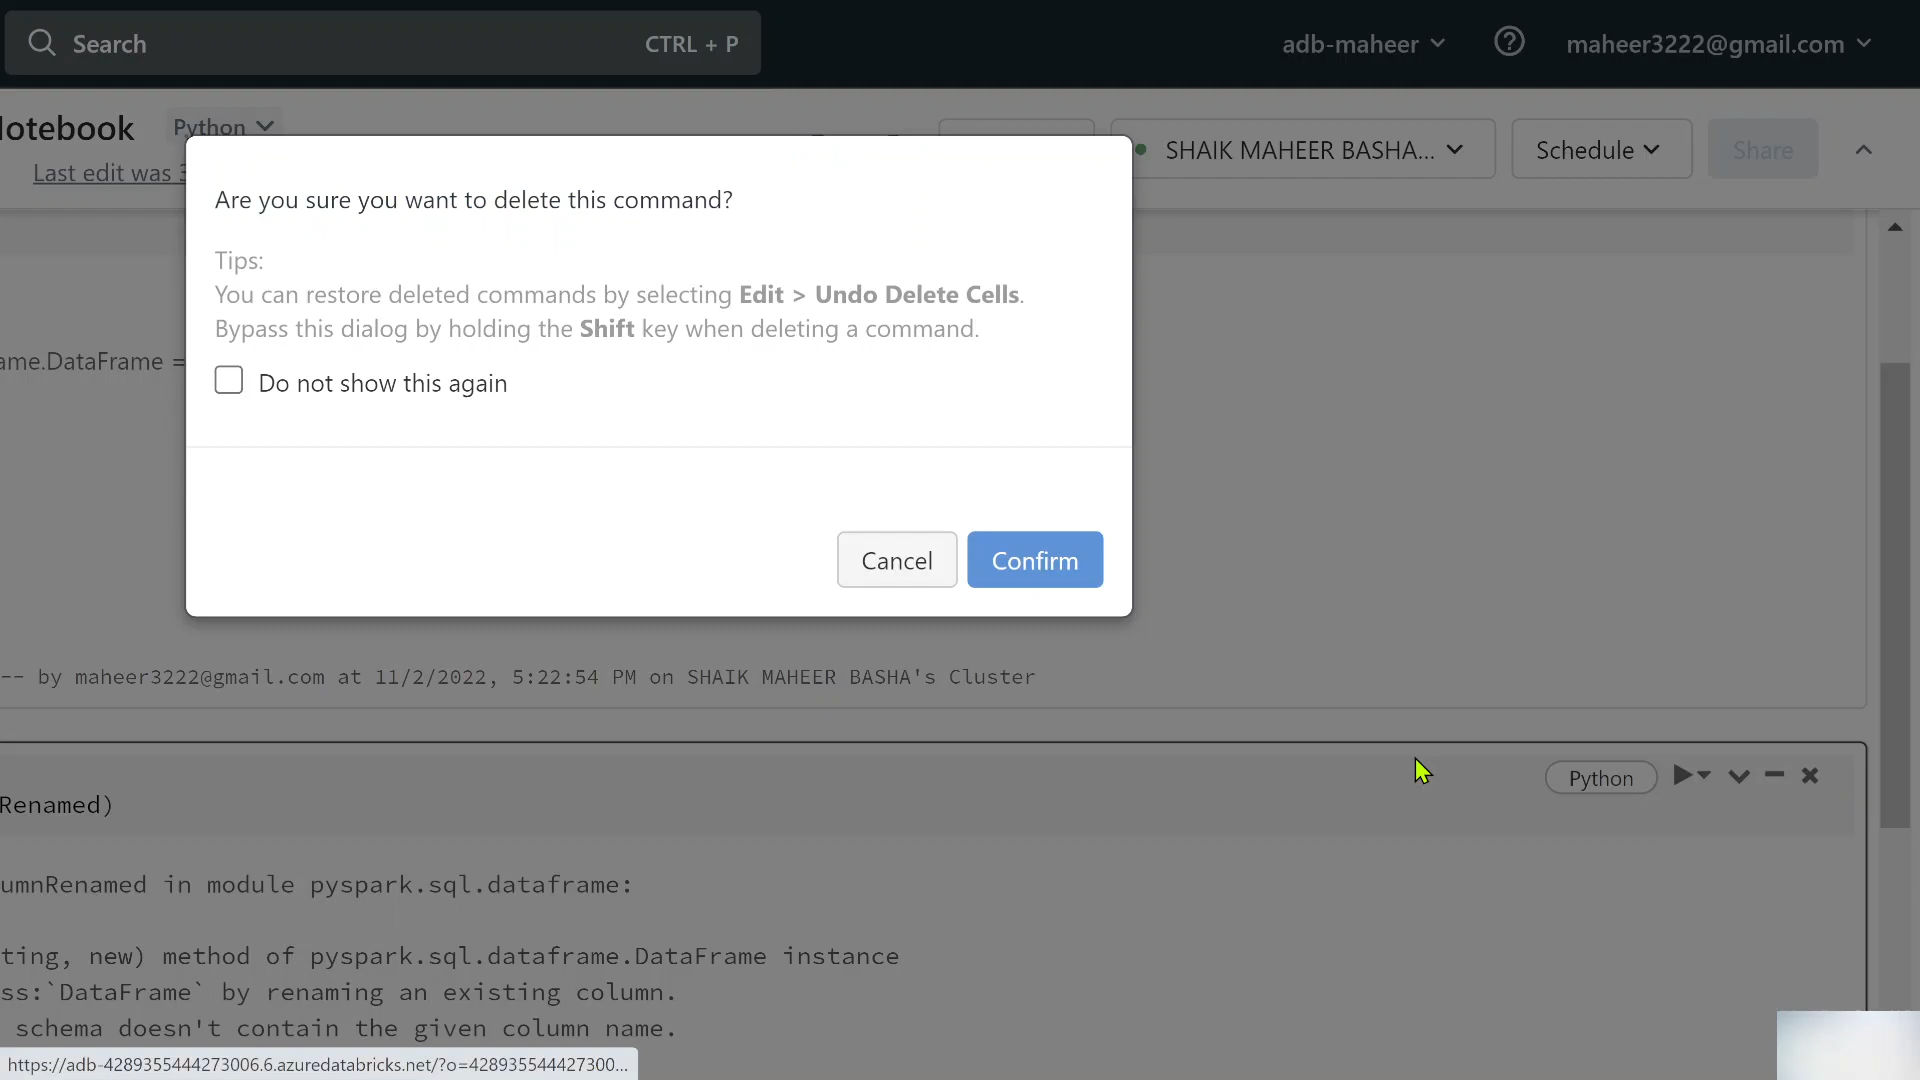 Search CTRL + P adb-maheer maheer3222@gmail.com
Notebook Python
Last edit was 3
SHAIK MAHEER BASHA... Schedule Share
Are you sure you want to delete this command?
Tips:
You can restore deleted commands by selecting Edit > Undo Delete Cells.
Bypass this dialog by holding the Shift key when deleting a command.
ame.DataFrame =
Do not show this again
Cancel Confirm
-- by maheer3222@gmail.com at 11/2/2022, 5:22:54 PM on SHAIK MAHEER BASHA's Cluster
Python
Renamed)
umnRenamed in module pyspark.sql.dataframe:
ting, new) method of pyspark.sql.dataframe.DataFrame instance
ss:`DataFrame` by renaming an existing column.
schema doesn't contain the given column name.
https://adb-4289355444273006.6.azuredatabricks.net/?o=428935544427300...